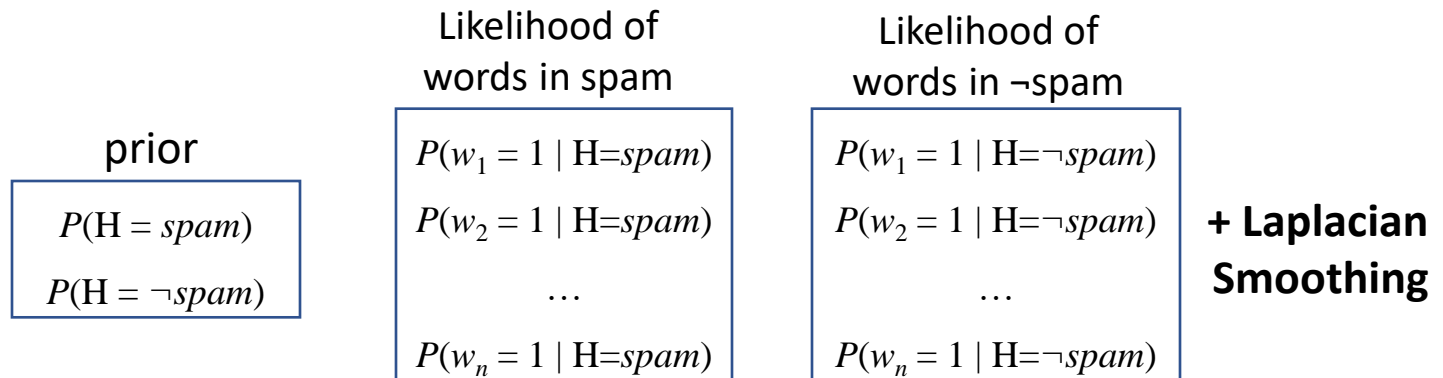 prior
P(H = spam)
P(H = ¬spam)
Likelihood of
words in spam
P(w₁ = 1 | H=spam)
P(w₂ = 1 | H=spam)
…
P(wₙ = 1 | H=spam)
Likelihood of
words in ¬spam
P(w₁ = 1 | H=¬spam)
P(w₂ = 1 | H=¬spam)
…
P(wₙ = 1 | H=¬spam)
+ Laplacian
Smoothing